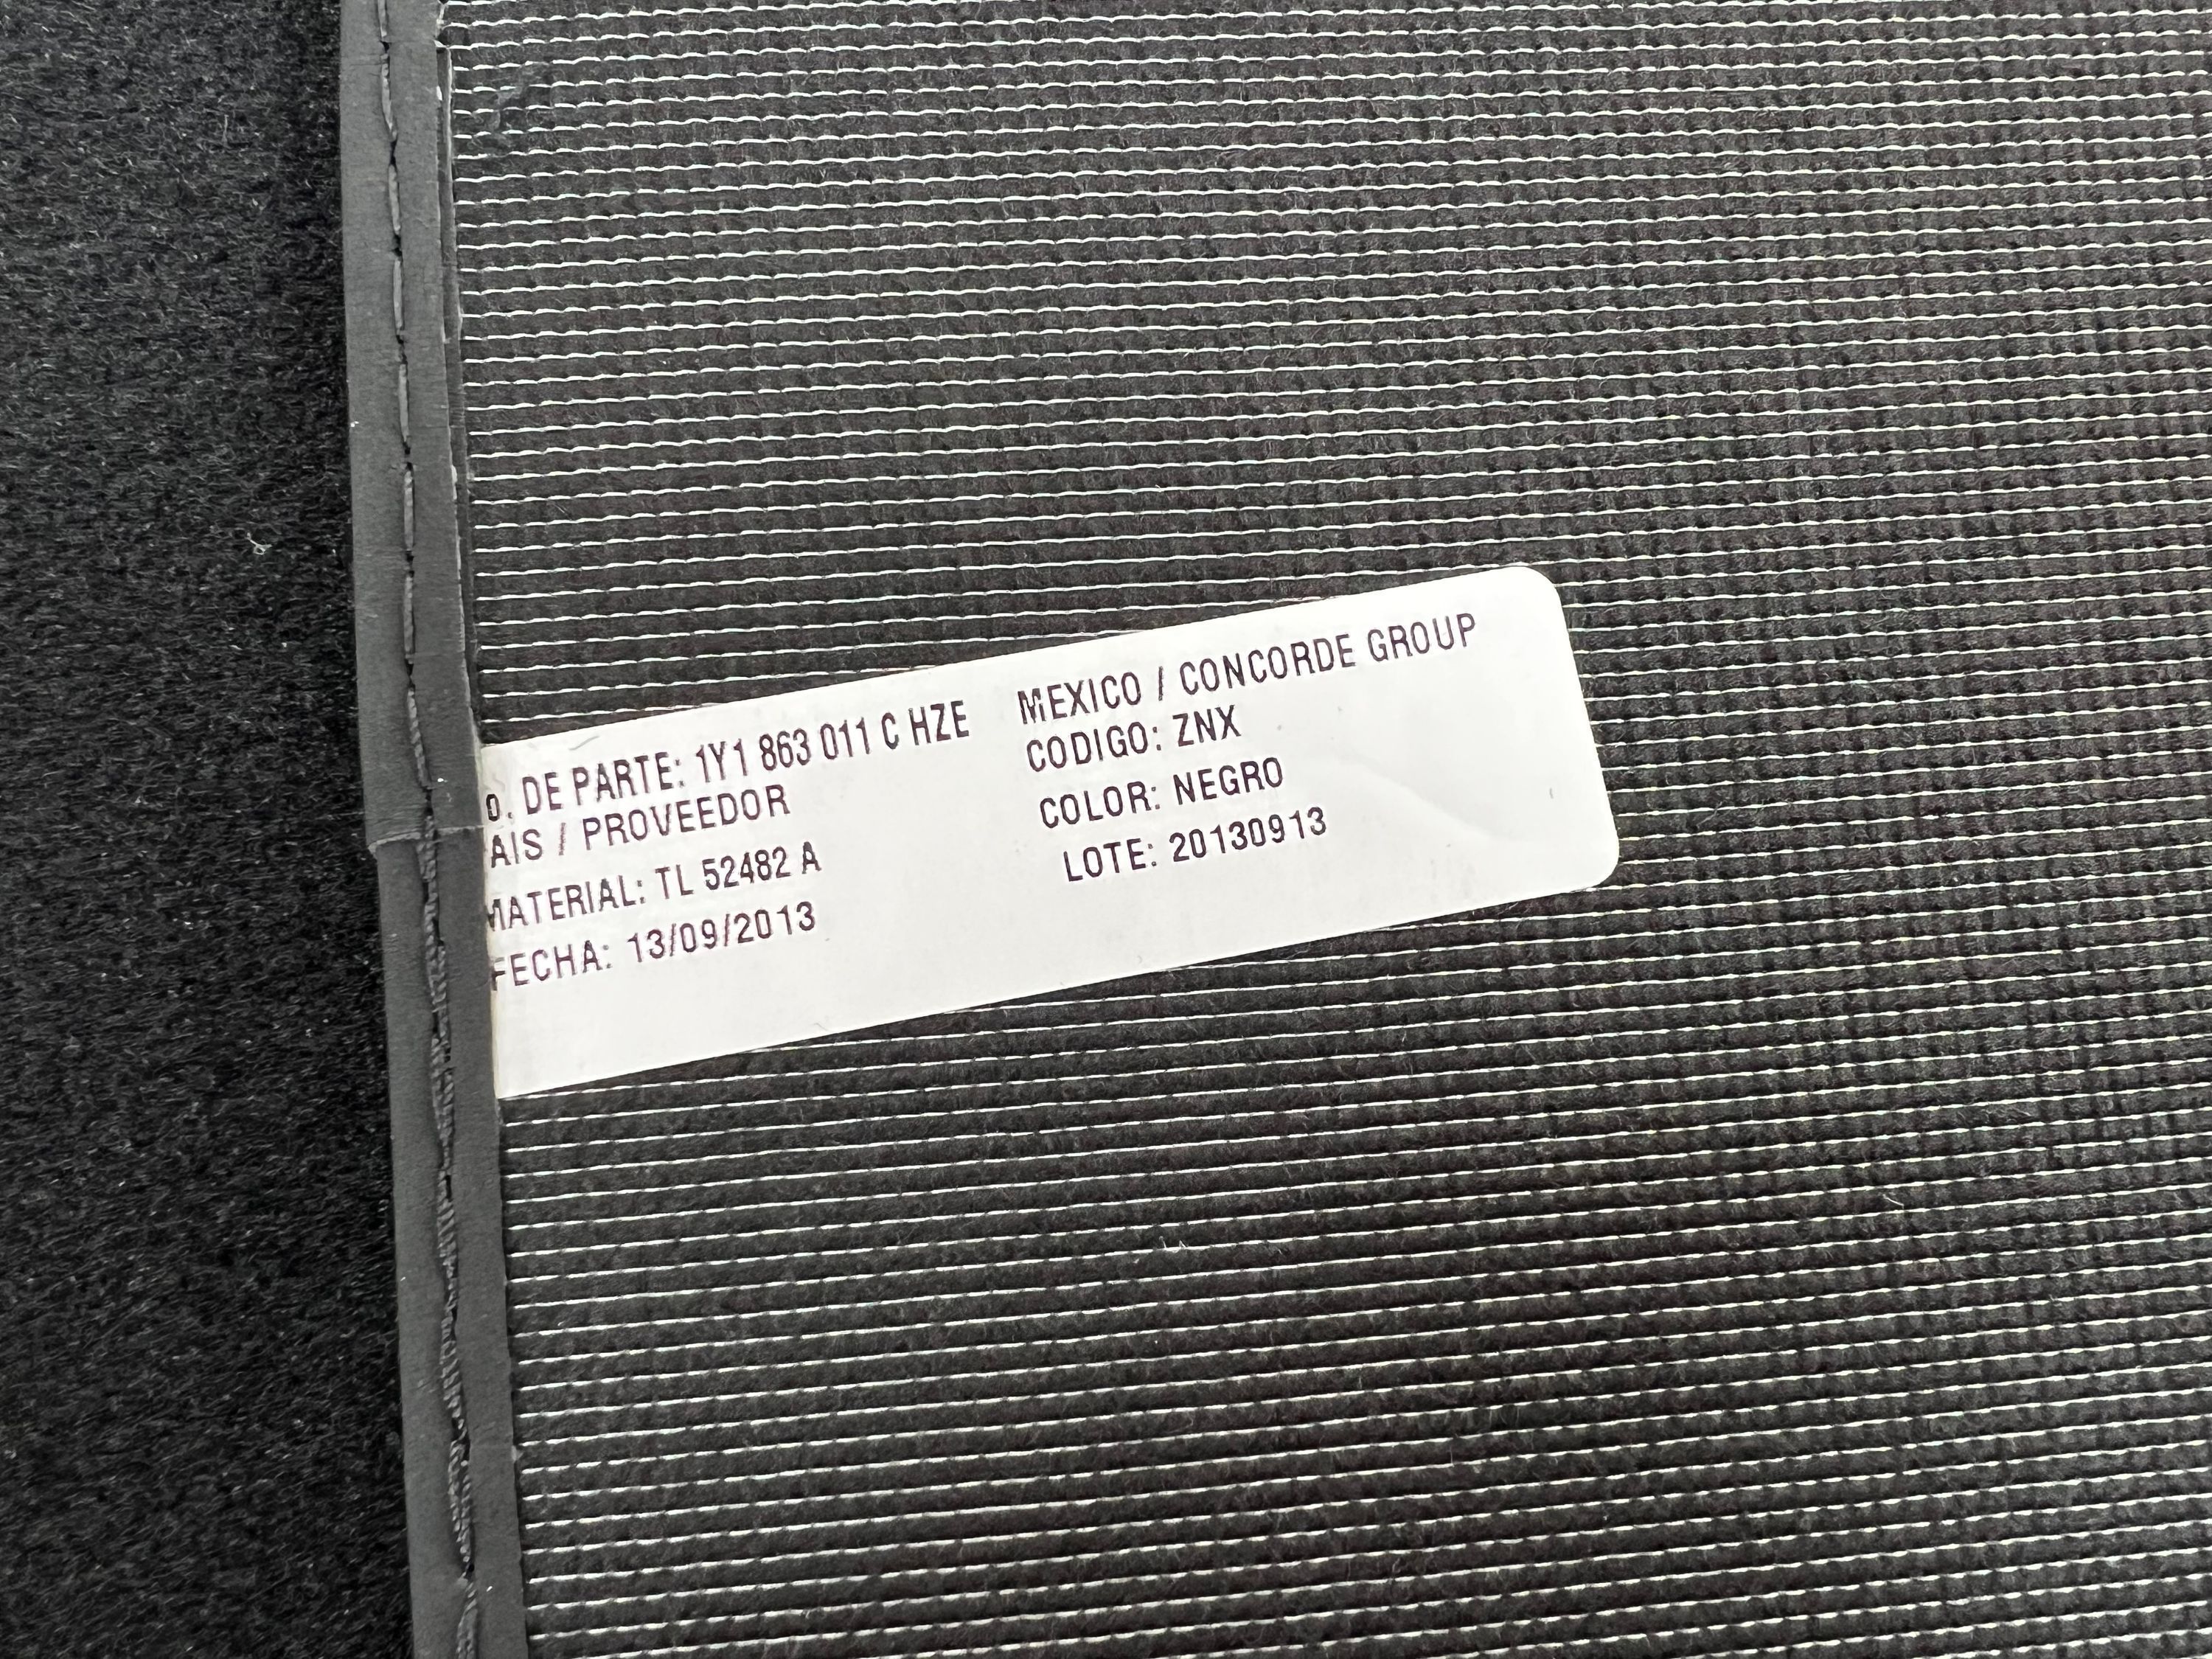 o. DE PARTE: 1Y1 863 011 C HZE
AIS / PROVEEDOR
MATERIAL: TL 52482 A
FECHA: 13/09/2013
MEXICO / CONCORDE GROUP
CODIGO: ZNX
COLOR: NEGRO
LOTE: 20130913